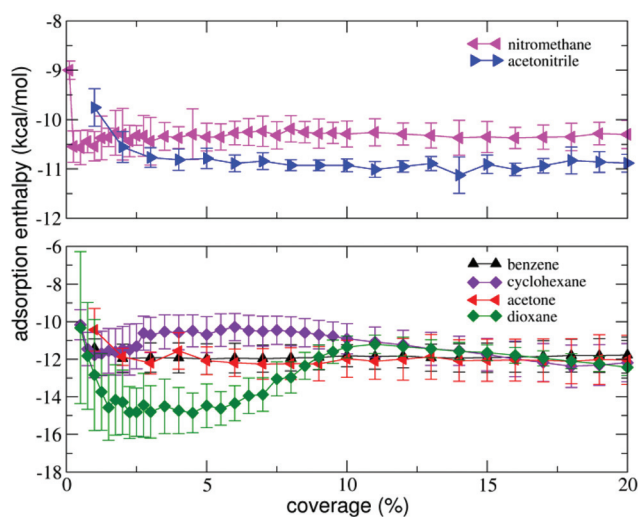 -8
nitromethane
acetonitrile
-9
-10
-11
-12
adsorption enthalpy (kcal/mol)
-6
benzene
cyclohexane
acetone
dioxane
-8
-10
-12
-14
-16
-18
0 5 10 15 20
coverage (%)